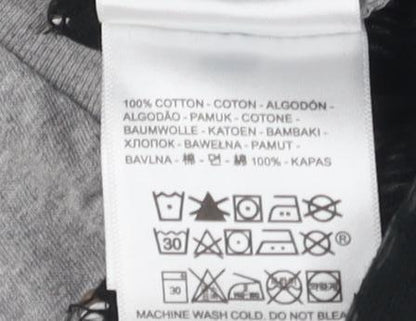 100% COTTON - COTON - ALGODÓN -
ALGODÃO - PAMUK - COTONE -
BAUMWOLLE - KATOEN - BAMBAKI -
ХЛОПОК - BAWEŁNA - PAMUT -
BAVLNA - 棉 - 면 - 綿 100% - KAPAS
30 ®
30
MACHINE WASH COLD. DO NOT BLEA